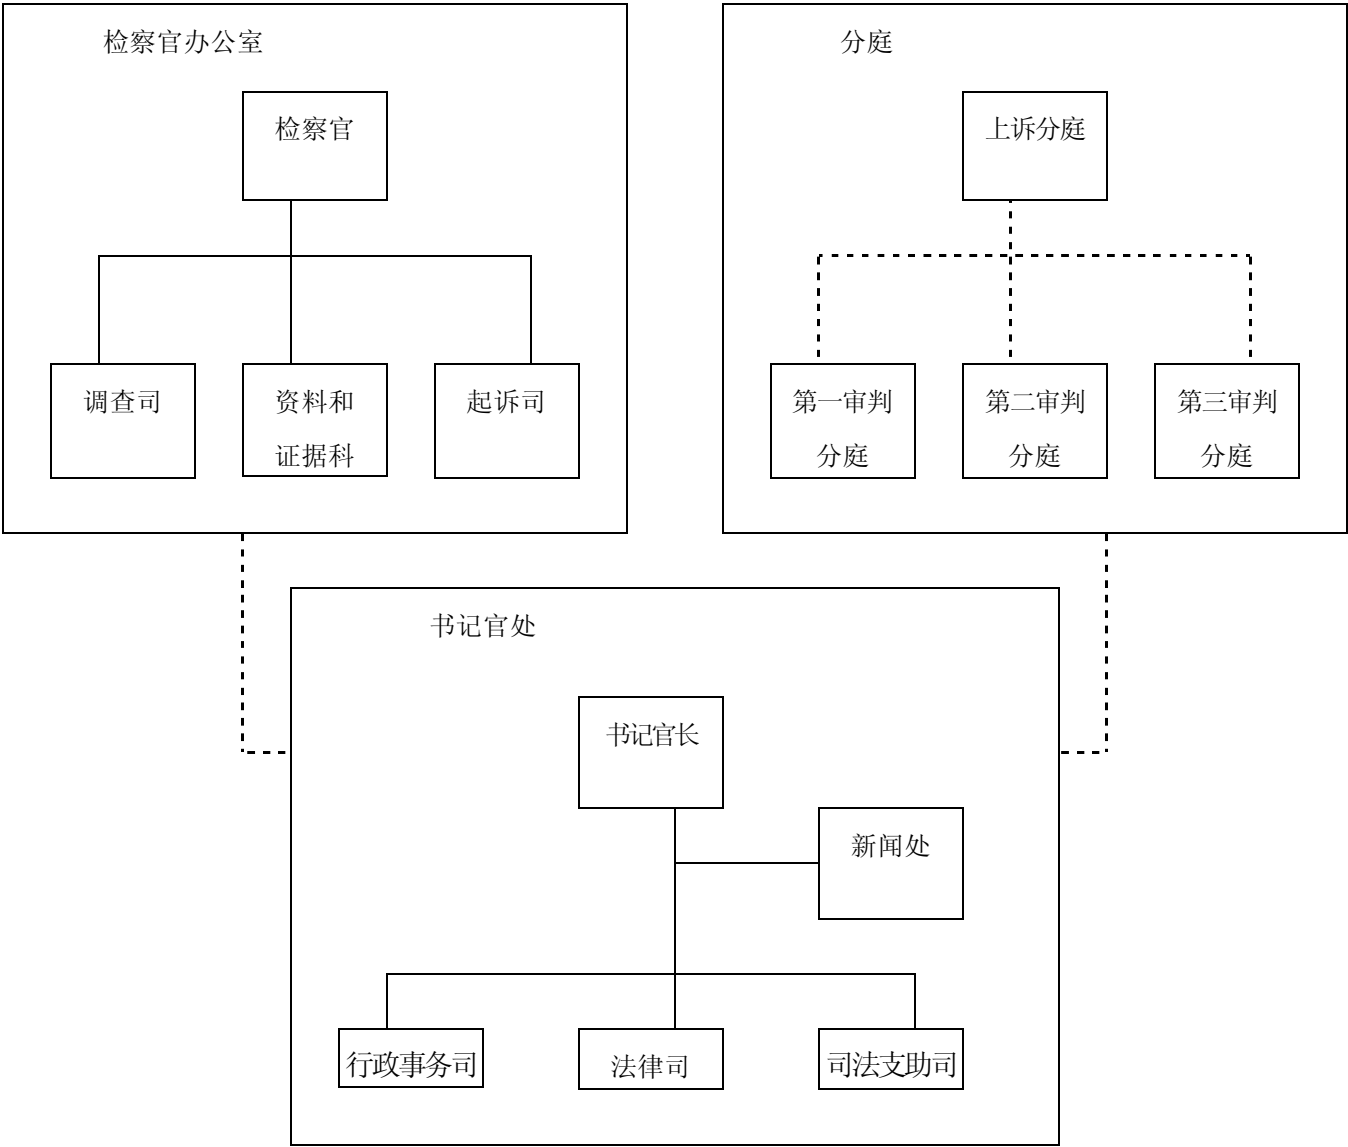 检察官办公室
检察官
调查司
资料和
证据科
起诉司
分庭
上诉分庭
第一审判
分庭
第二审判
分庭
第三审判
分庭
书记官处
书记官长
新闻处
行政事务司
法律司
司法支助司